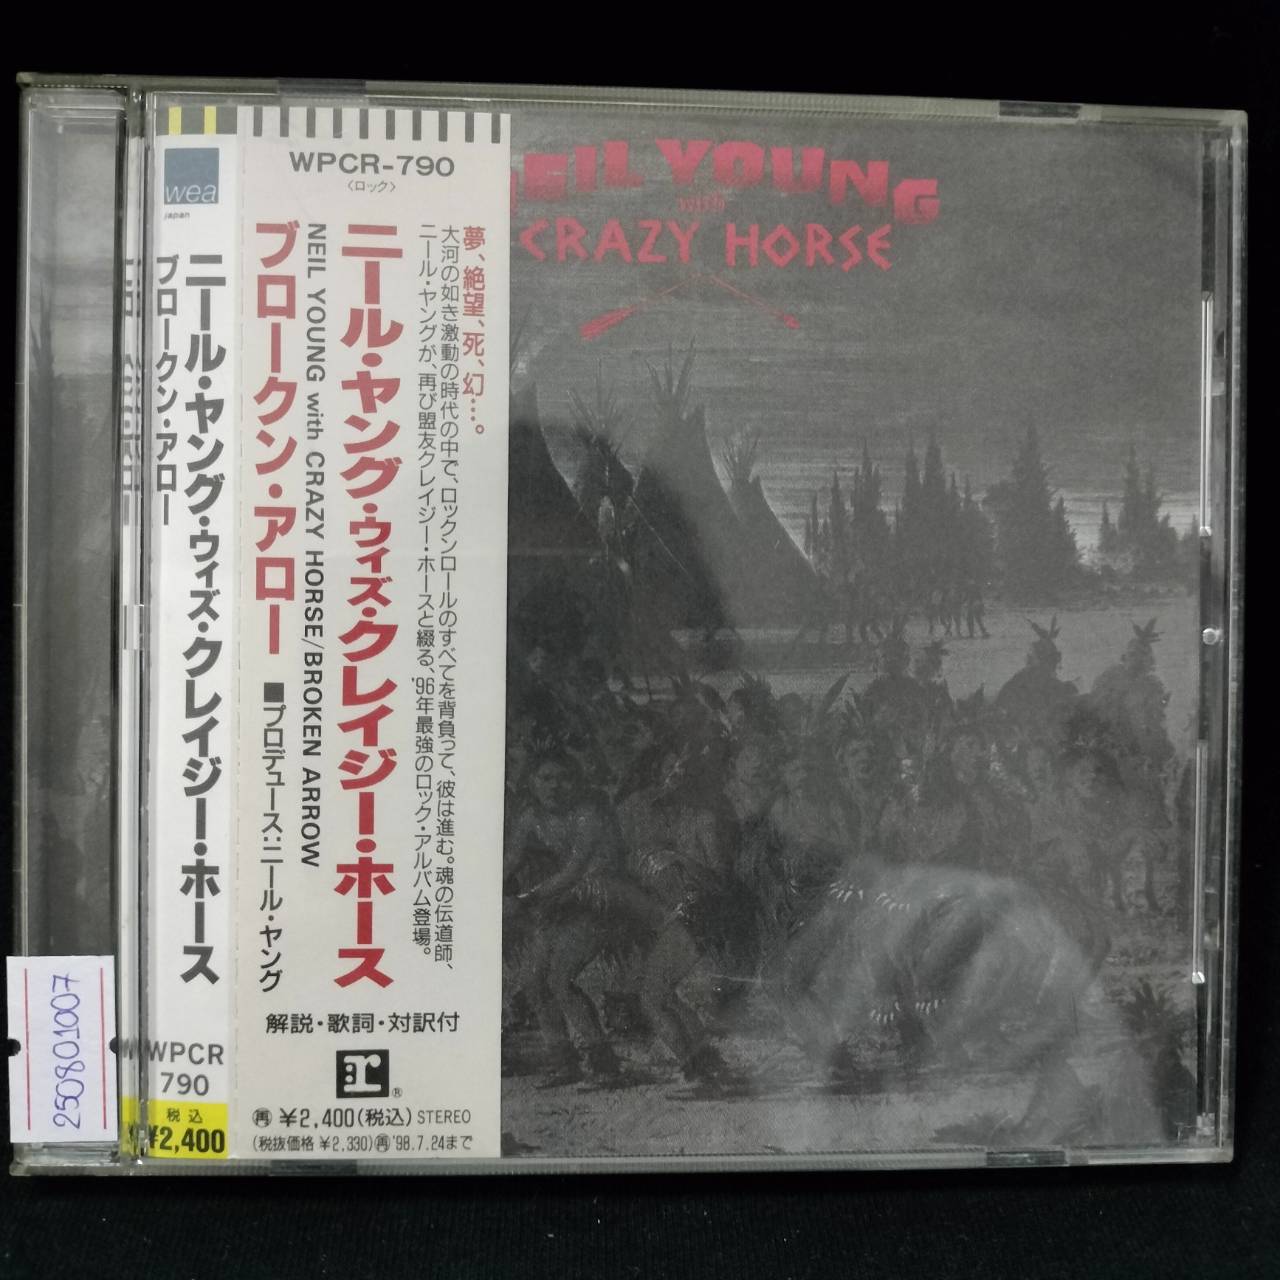 wea
japan
ニール・ヤング・ウィズ・クレイジー・ホース
ブロークン・アロー
WPCR
790
税込
¥2,400
WPCR-790
〈ロック〉
夢、絶望、死、幻…。
大河の如き激動の時代の中で、ロックンロールのすべてを背負って、彼は進む。魂の伝道師、
ニール・ヤングが、再び盟友クレイジー・ホースと綴る、'96年最強のロック・アルバム登場。
ニール・ヤング・ウィズ・クレイジー・ホース
NEIL YOUNG with CRAZY HORSE/BROKEN ARROW
ブロークン・アロー
■プロデュース:ニール・ヤング
解説・歌詞・対訳付
r®
再 ¥2,400(税込) STEREO
(税抜価格 ¥2,330) 再 '98.7.24まで
NEIL YOUNG
with
CRAZY HORSE
250801007